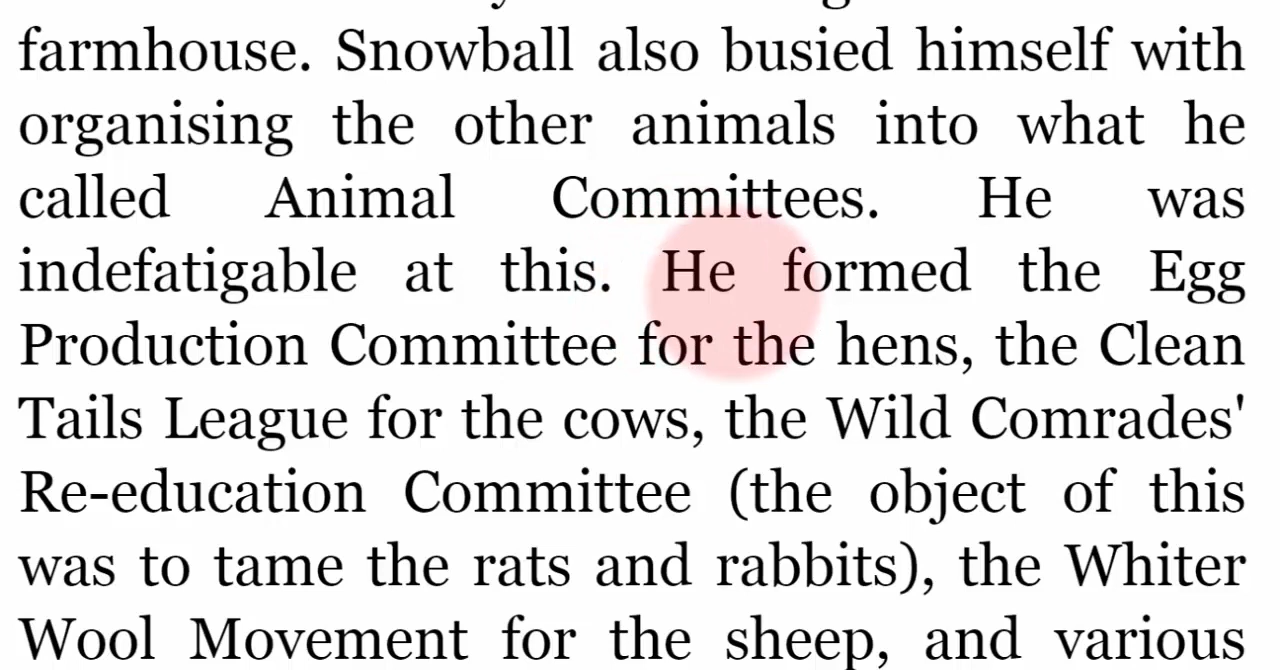 farmhouse. Snowball also busied himself with
organising the other animals into what he
called Animal Committees. He was
indefatigable at this. He formed the Egg
Production Committee for the hens, the Clean
Tails League for the cows, the Wild Comrades'
Re-education Committee (the object of this
was to tame the rats and rabbits), the Whiter
Wool Movement for the sheep, and various